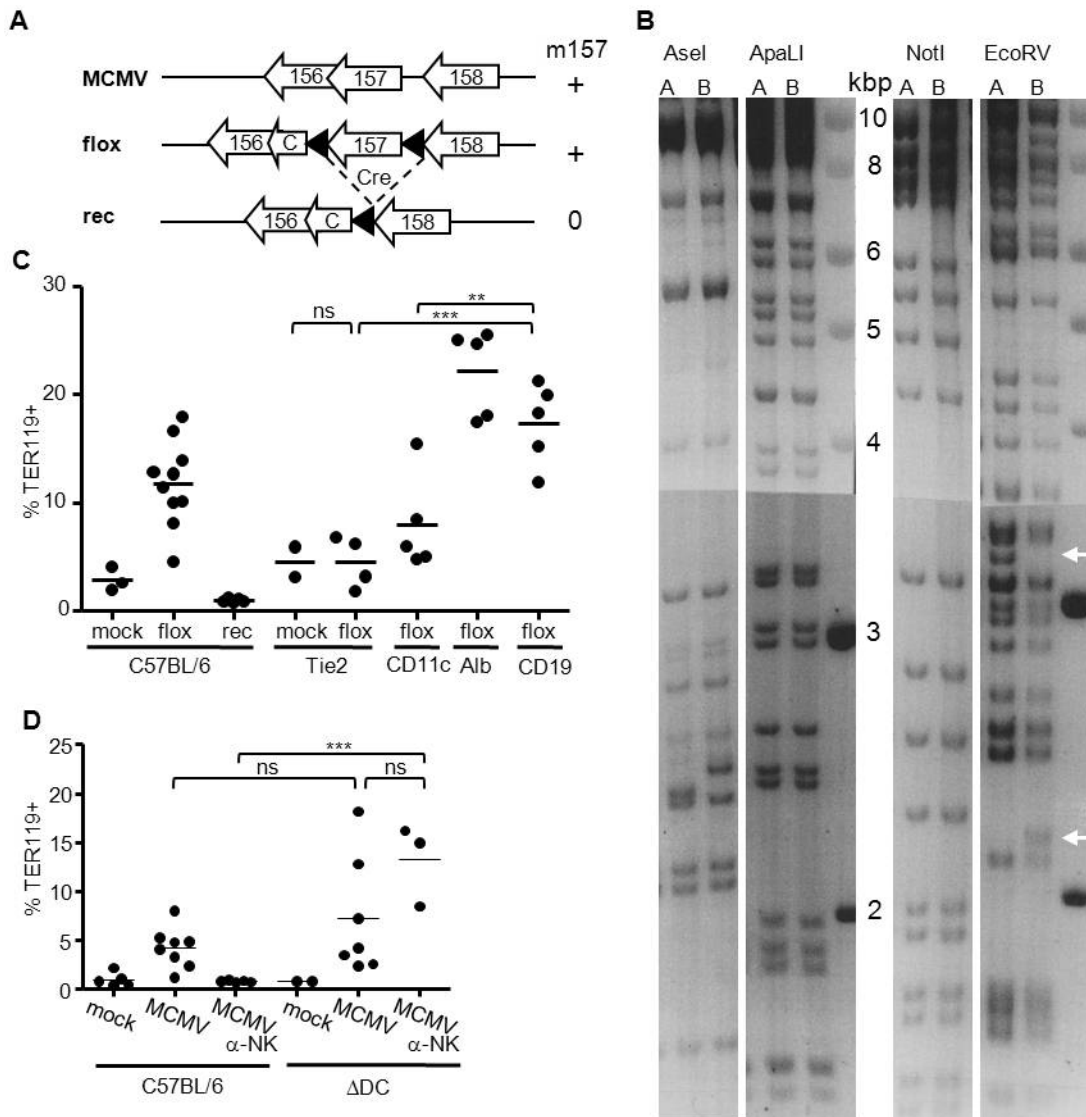 A
m157
MCMV
156 157 158
+
flox
156 C 157 158
+
Cre
rec
156 C 158
0
B
AseI ApaLI NotI EcoRV
A B A B kbp A B A B
10
8
6
5
4
3
2
C
% TER119+
30
20
10
0
ns
**
***
mock flox rec mock flox flox flox flox
C57BL/6 Tie2 CD11c Alb CD19
D
% TER119+
25
20
15
10
5
0
***
ns ns
mock MCMV MCMV α-NK mock MCMV MCMV α-NK
C57BL/6 ΔDC